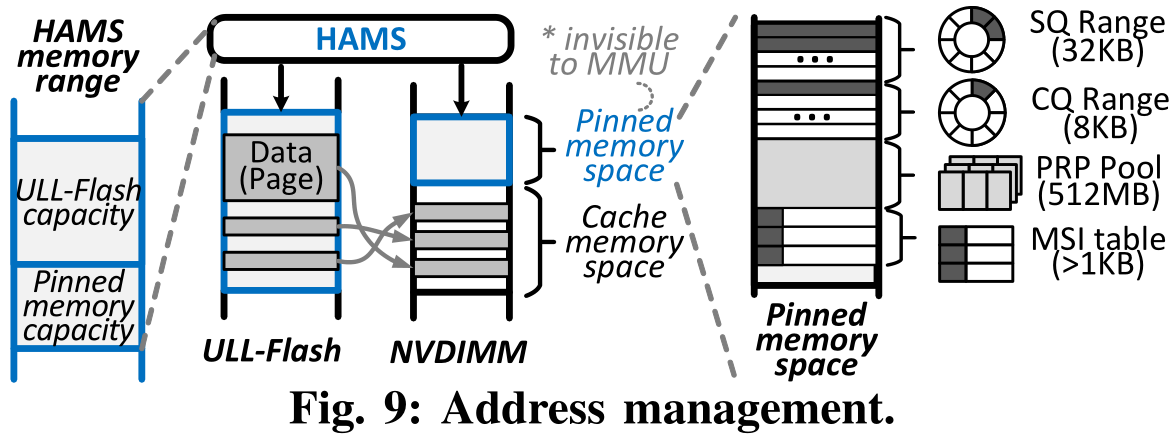 HAMS
memory
range
ULL-Flash
capacity
Pinned
memory
capacity
HAMS
* invisible
to MMU
Data
(Page)
Pinned
memory
space
Cache
memory
space
ULL-Flash
NVDIMM
...
...
Pinned
memory
space
SQ Range
(32KB)
CQ Range
(8KB)
PRP Pool
(512MB)
MSI table
(>1KB)
Fig. 9: Address management.